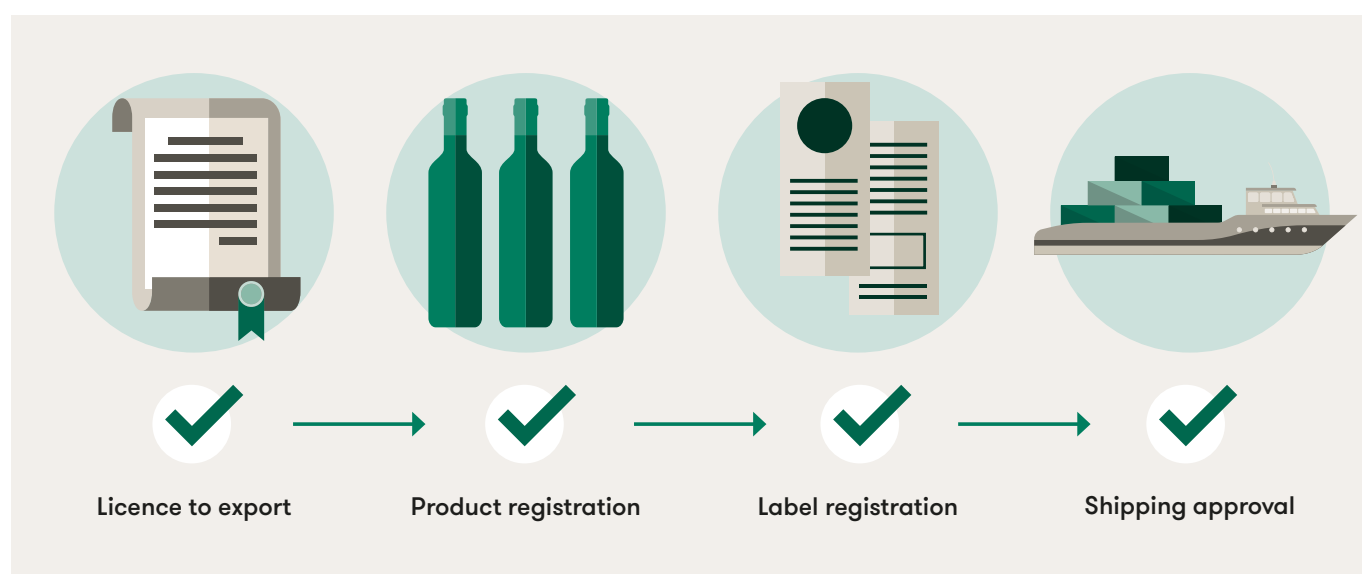 Licence to export
Product registration
Label registration
Shipping approval